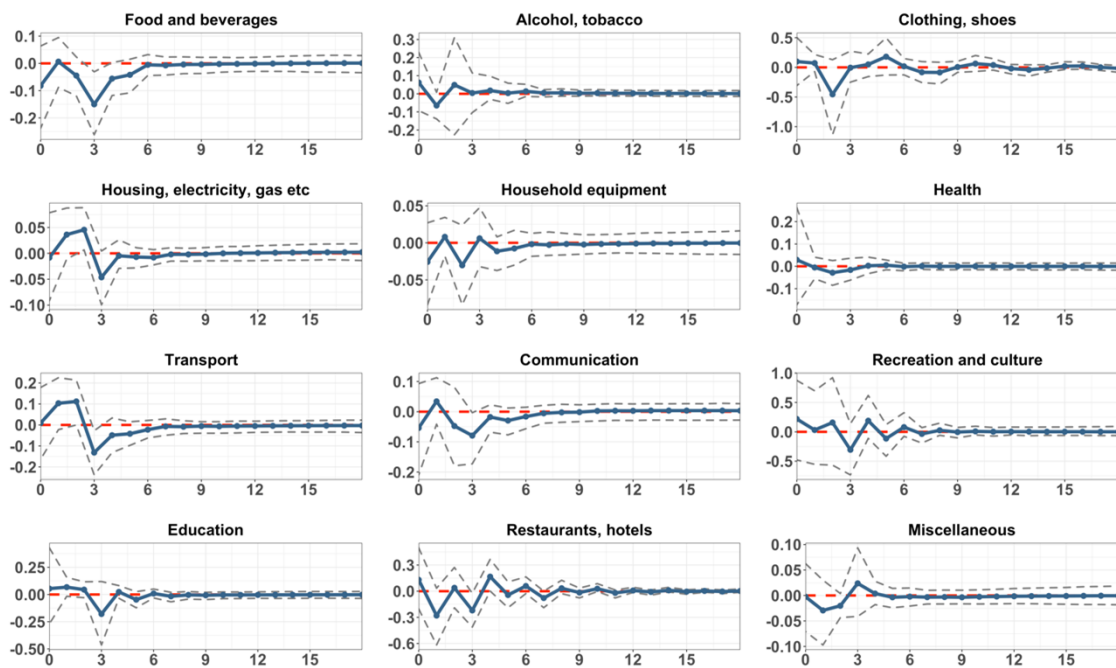 Food and beverages
0.1
0.0
-0.1
-0.2
0 3 6 9 12 15
Alcohol, tobacco
0.3
0.2
0.1
0.0
-0.1
-0.2
0 3 6 9 12 15
Clothing, shoes
0.5
0.0
-0.5
-1.0
0 3 6 9 12 15
Housing, electricity, gas etc
0.05
0.00
-0.05
-0.10
0 3 6 9 12 15
Household equipment
0.05
0.00
-0.05
0 3 6 9 12 15
Health
0.2
0.1
0.0
-0.1
0 3 6 9 12 15
Transport
0.2
0.1
0.0
-0.1
-0.2
0 3 6 9 12 15
Communication
0.1
0.0
-0.1
-0.2
0 3 6 9 12 15
Recreation and culture
1.0
0.5
0.0
-0.5
0 3 6 9 12 15
Education
0.25
0.00
-0.25
-0.50
0 3 6 9 12 15
Restaurants, hotels
0.3
0.0
-0.3
-0.6
0 3 6 9 12 15
Miscellaneous
0.10
0.05
0.00
-0.05
-0.10
0 3 6 9 12 15